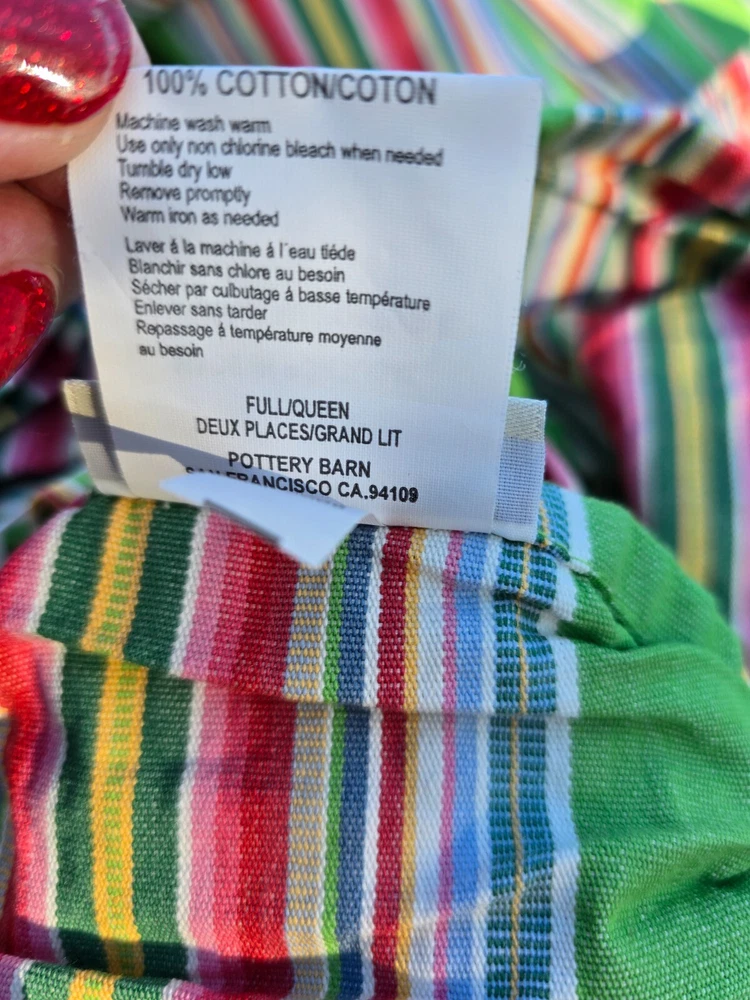 100% COTTON/COTON
Machine wash warm
Use only non chlorine bleach when needed
Tumble dry low
Remove promptly
Warm iron as needed
Laver á la machine á l´eau tiéde
Blanchir sans chlore au besoin
Sécher par culbutage á basse température
Enlever sans tarder
Repassage á température moyenne
au besoin
FULL/QUEEN
DEUX PLACES/GRAND LIT
POTTERY BARN
SAN FRANCISCO CA.94109